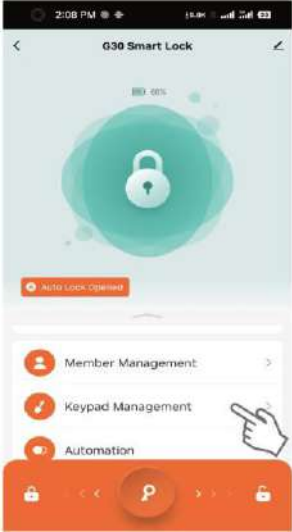 2:08 PM
G30 Smart Lock
Auto Lock Opened
Member Management
Keypad Management
Automation